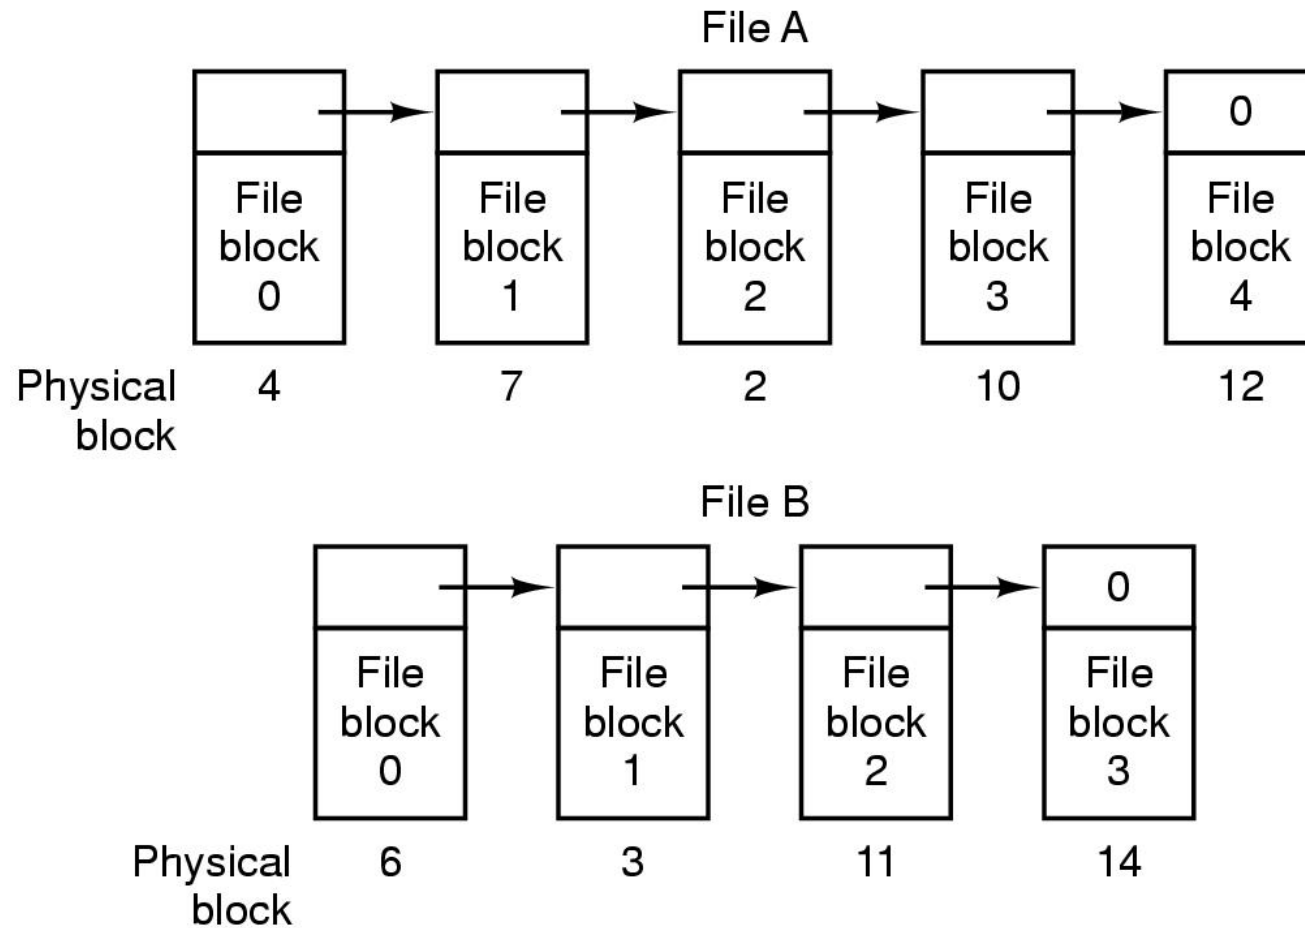 File A
0
File File File File File
block block block block block
0 1 2 3 4
Physical 4 7 2 10 12
block
File B
0
File File File File
block block block block
0 1 2 3
Physical 6 3 11 14
block